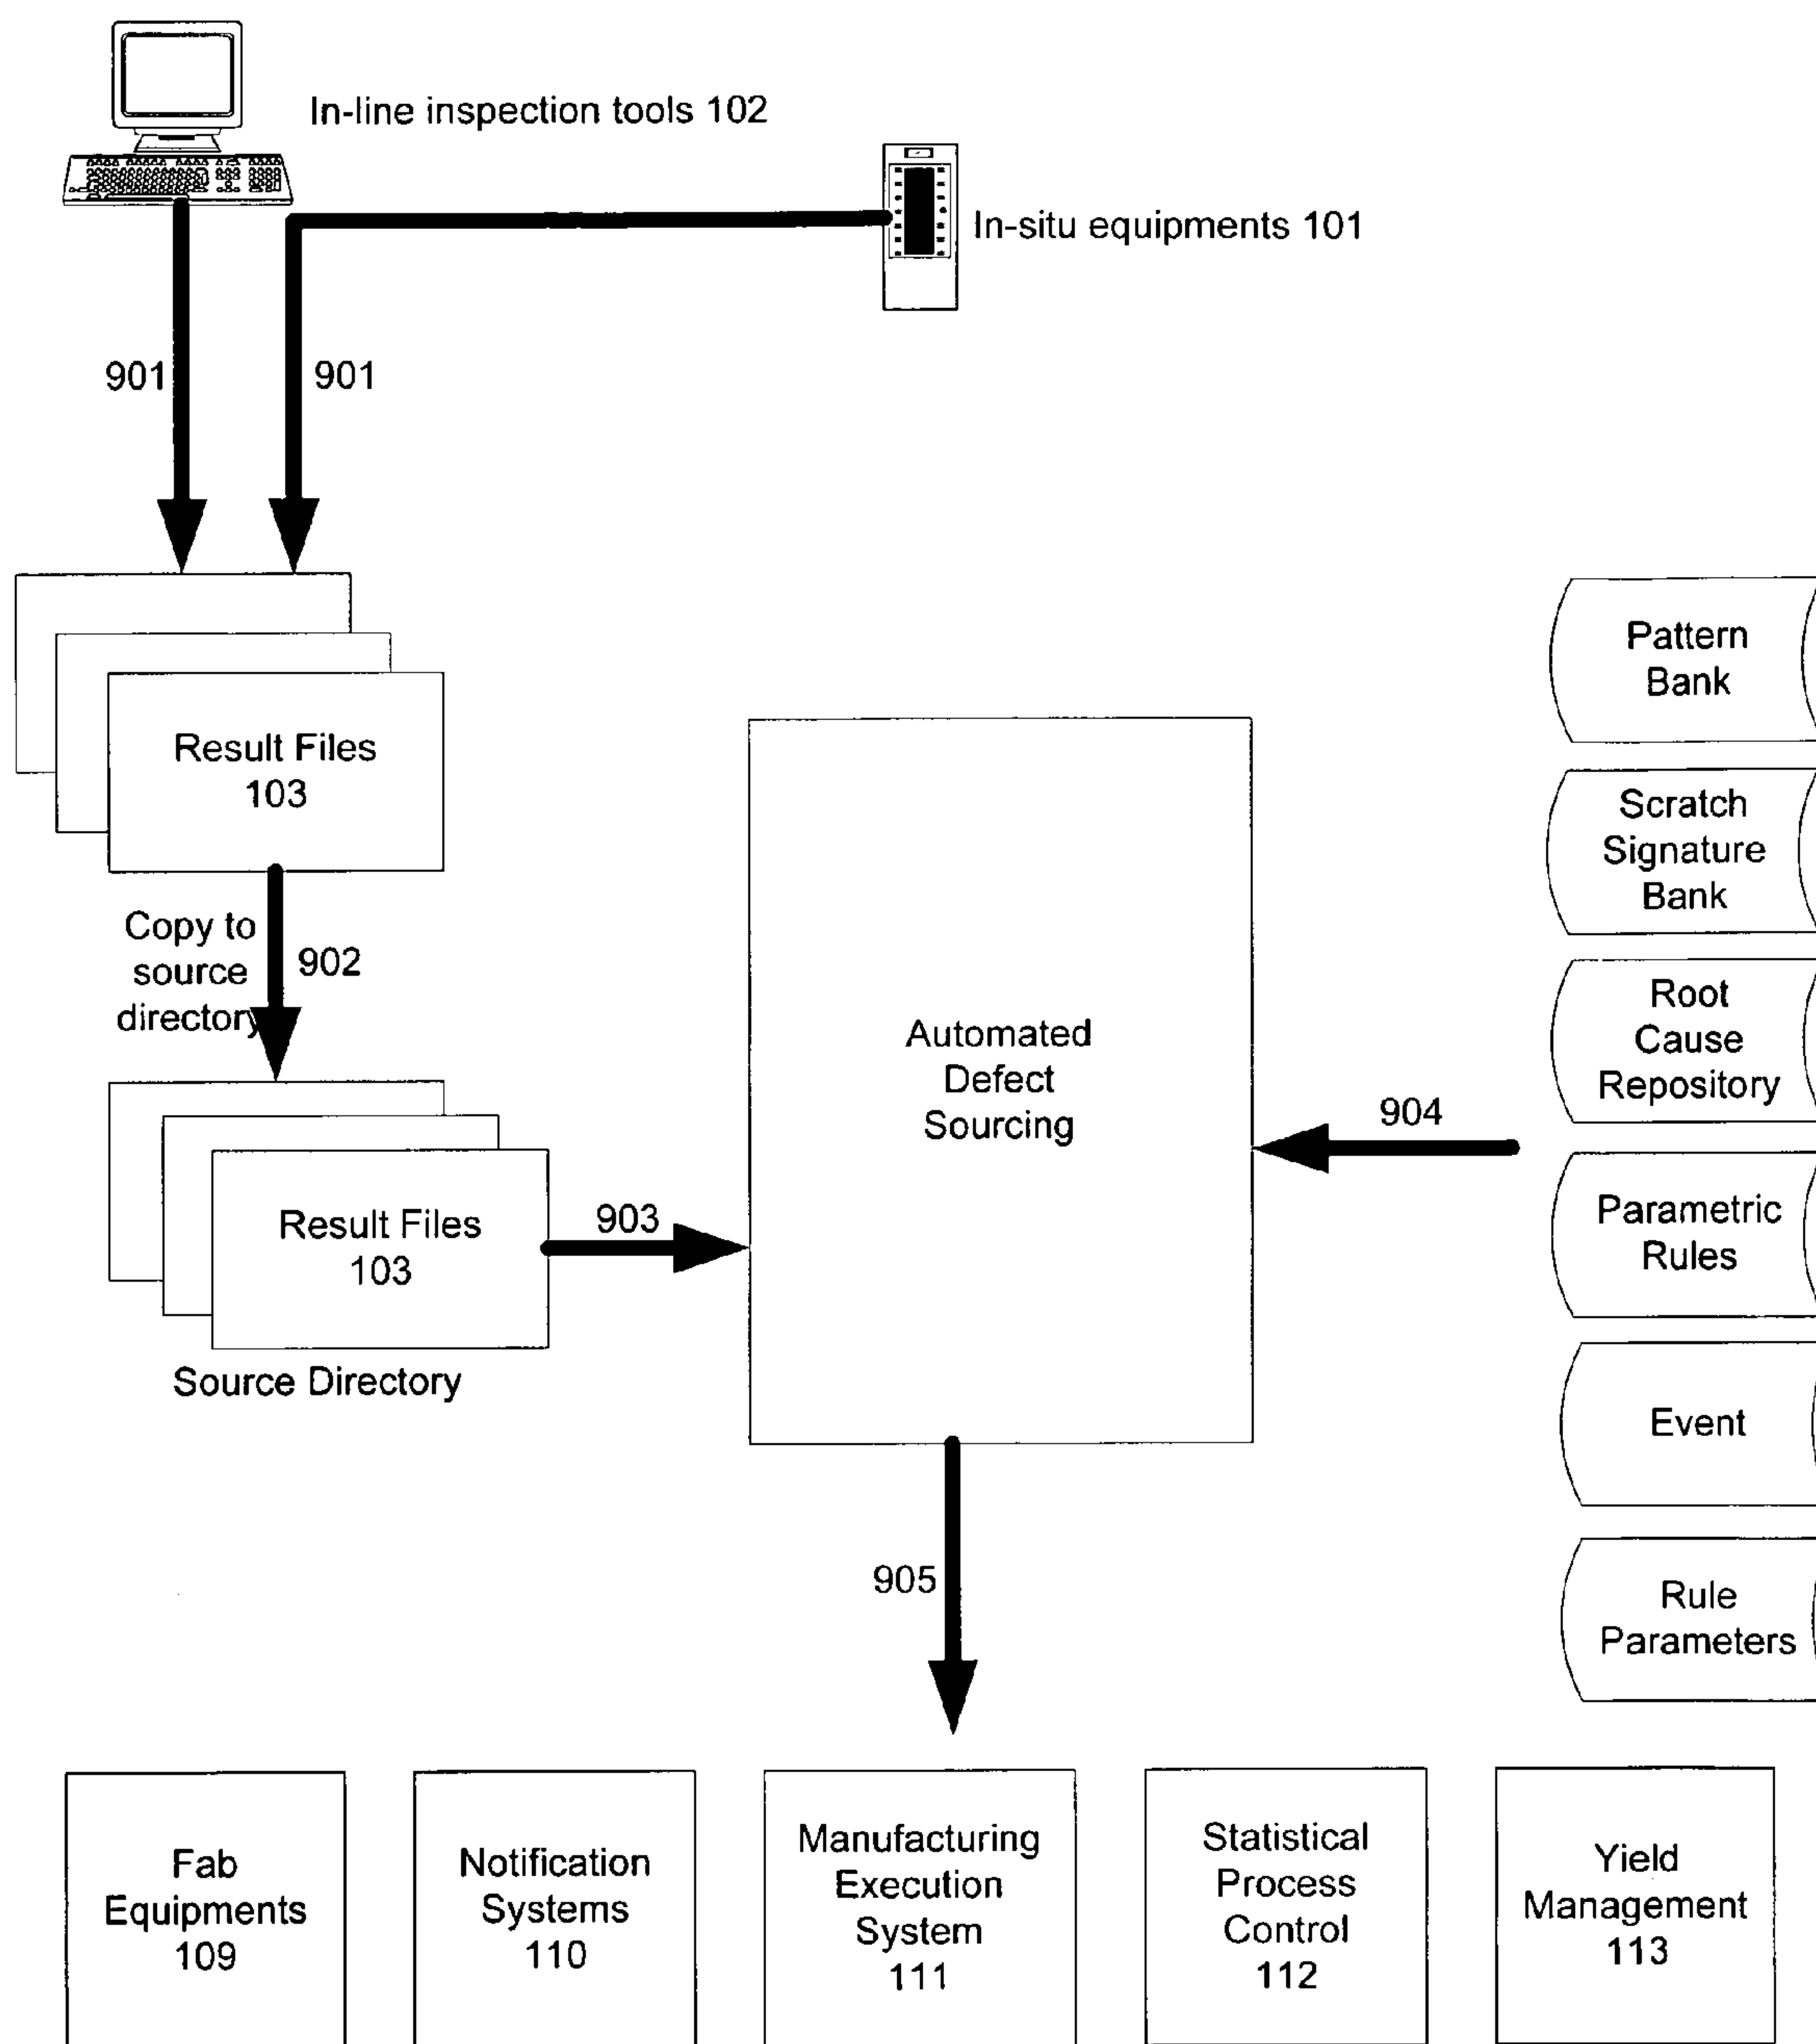 In-line inspection tools 102
In-situ equipments 101
901
901
Result Files
103
Copy to
source
directory
902
Result Files
103
Source Directory
903
Automated
Defect
Sourcing
904
Pattern
Bank
Scratch
Signature
Bank
Root
Cause
Repository
Parametric
Rules
Event
Rule
Parameters
905
Fab
Equipments
109
Notification
Systems
110
Manufacturing
Execution
System
111
Statistical
Process
Control
112
Yield
Management
113